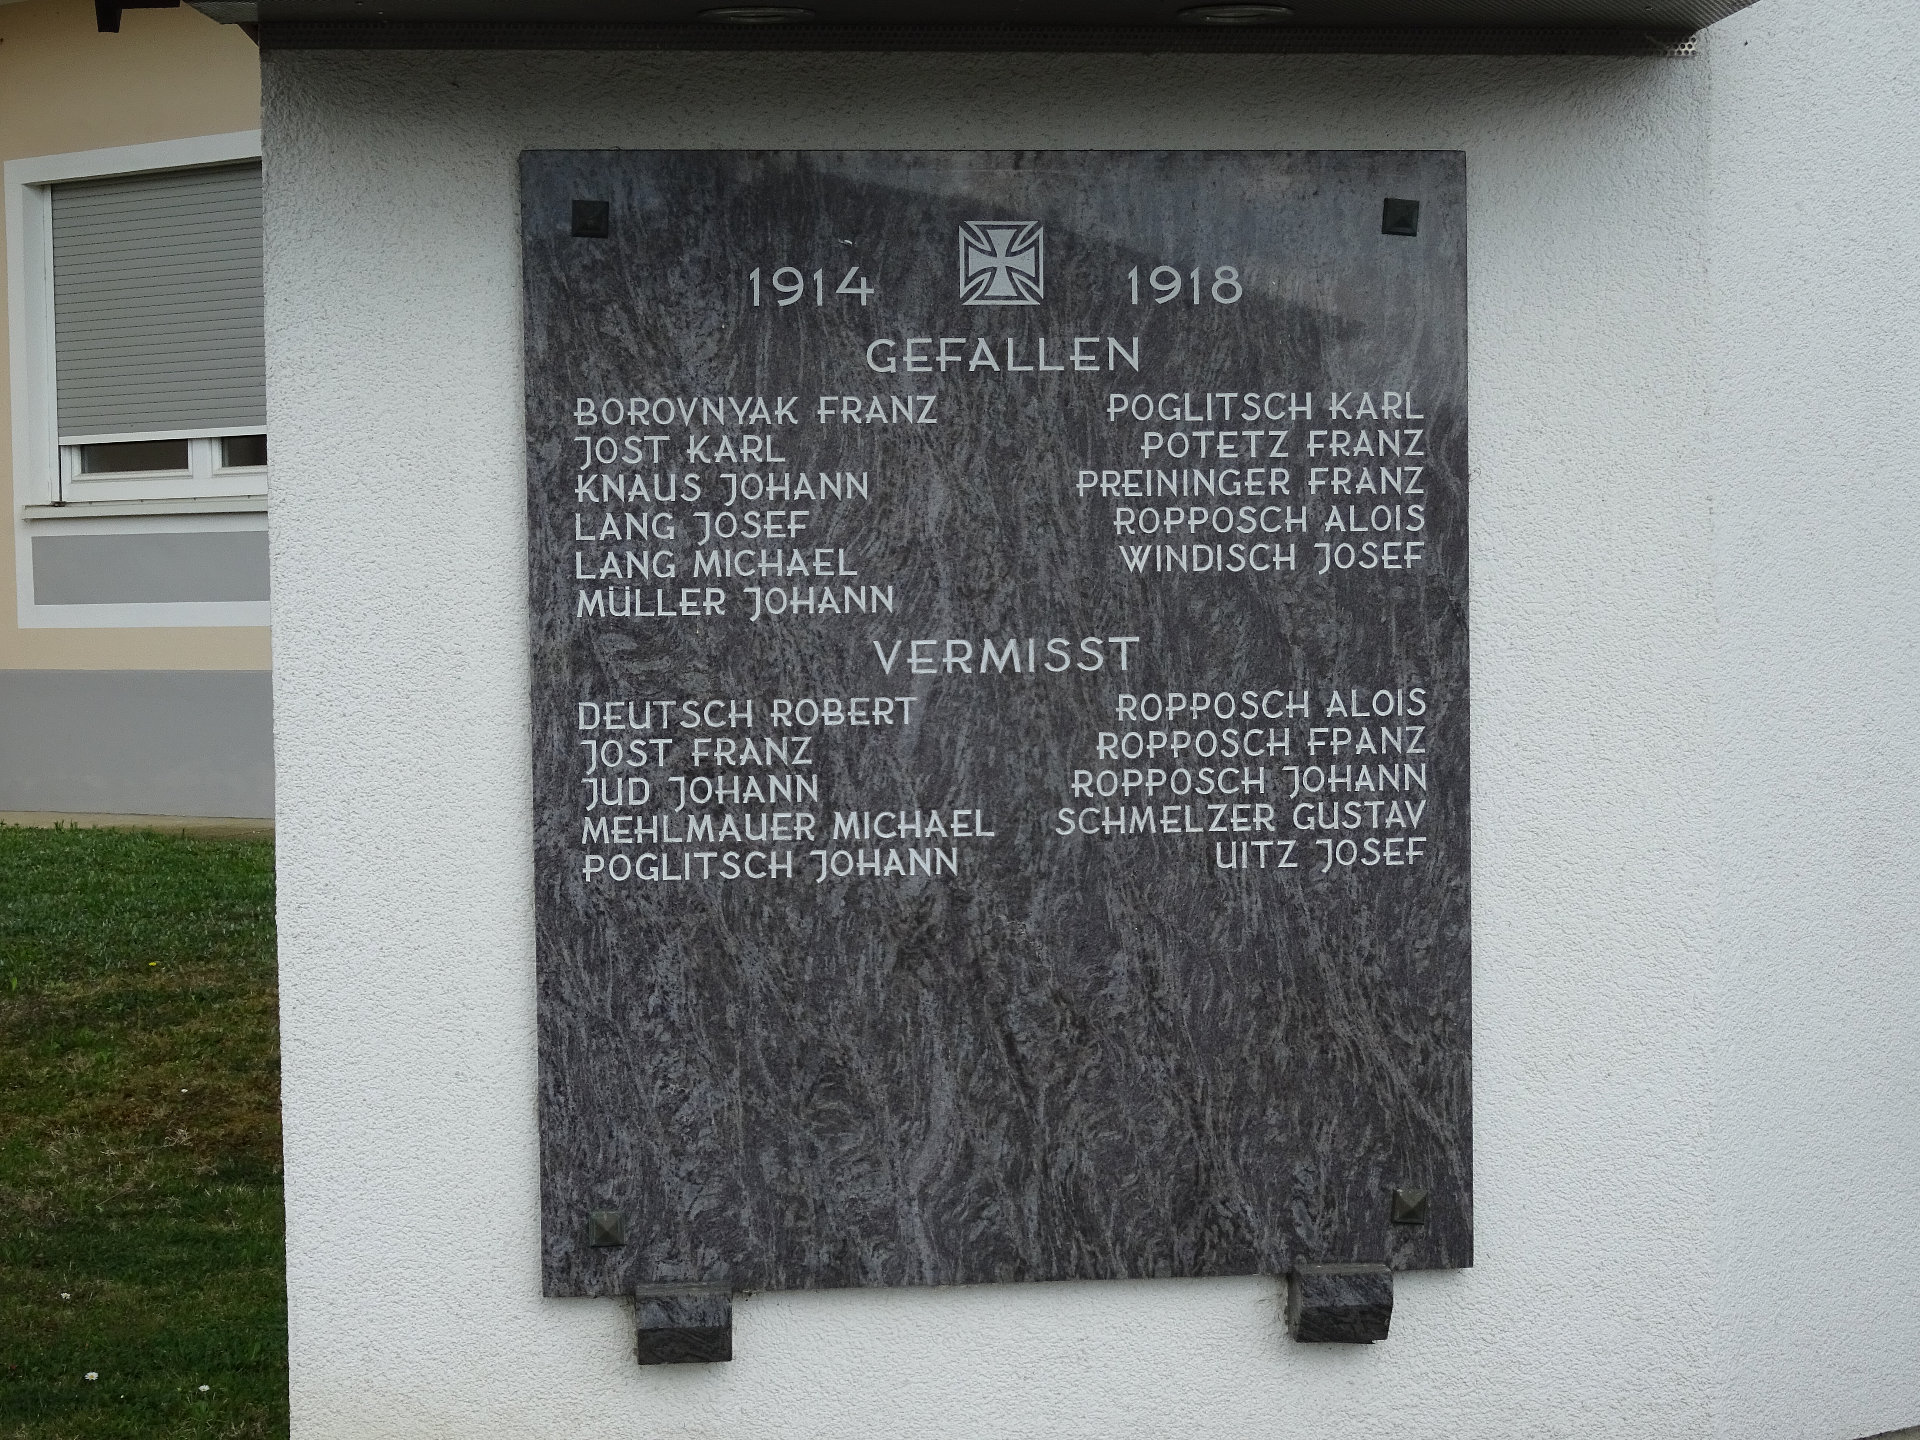 1914 1918
GEFALLEN
BOROVNYAK FRANZ
JOST KARL
KNAUS JOHANN
LANG JOSEF
LANG MICHAEL
MÜLLER JOHANN
POGLITSCH KARL
POTETZ FRANZ
PREININGER FRANZ
ROPPOSCH ALOIS
WINDISCH JOSEF
VERMISST
DEUTSCH ROBERT
JOST FRANZ
JUD JOHANN
MEHLMAUER MICHAEL
POGLITSCH JOHANN
ROPPOSCH ALOIS
ROPPOSCH FPANZ
ROPPOSCH JOHANN
SCHMELZER GUSTAV
UITZ JOSEF